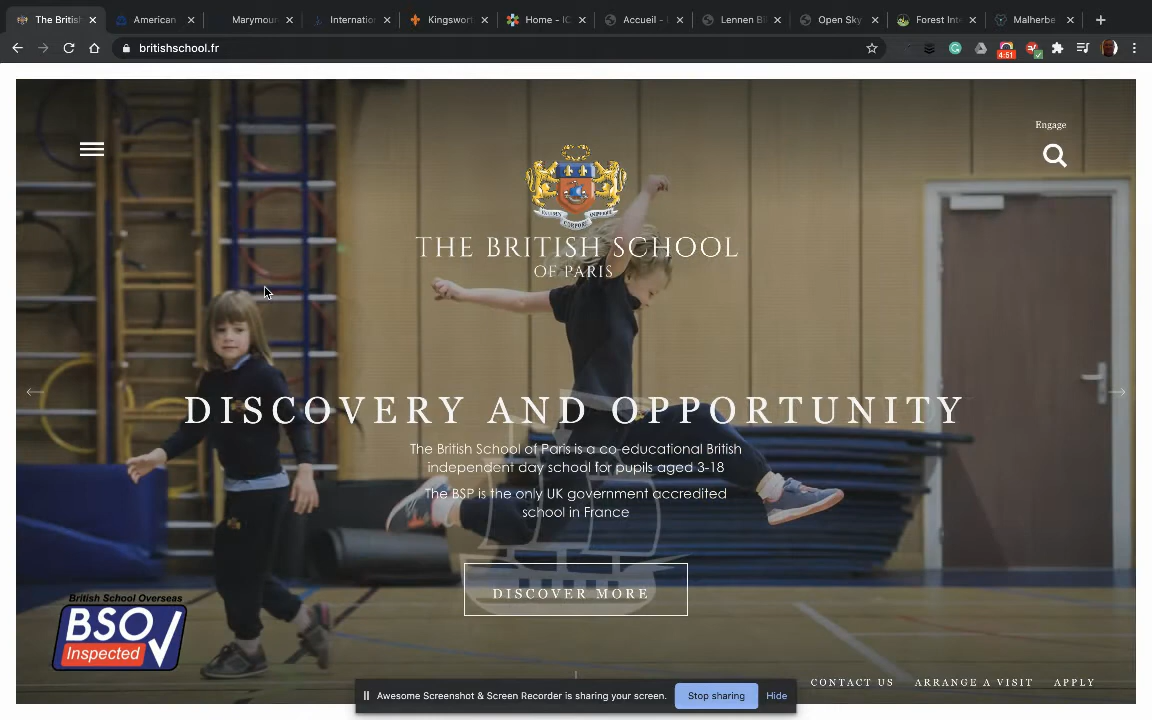 The British
American
Marymoun
Internatio
Kingswor
Home - IC
Accueil -
Lennen Bi
Open Sky
Forest Inte
Malherbe
britishschool.fr
4:51
Engage
THE BRITISH SCHOOL
OF PARIS
DISCOVERY AND OPPORTUNITY
The British School of Paris is a co-educational British
independent day school for pupils aged 3-18
The BSP is the only UK government accredited
school in France
DISCOVER MORE
British School Overseas
BSO
Inspected
CONTACT US
ARRANGE A VISIT
APPLY
Awesome Screenshot & Screen Recorder is sharing your screen.
Stop sharing
Hide